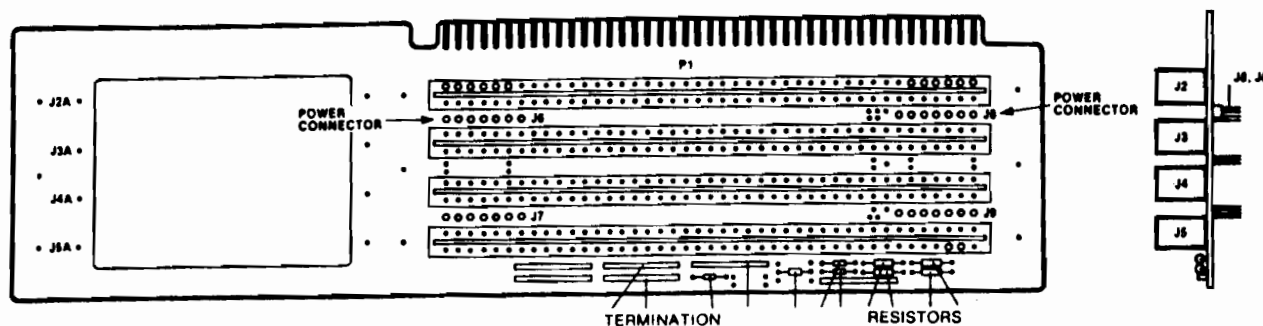 P1
J2A
J3A
J4A
J5A
POWER
CONNECTOR
J6
J8
POWER
CONNECTOR
J7
J9
TERMINATION
RESISTORS
J2
J3
J4
J5